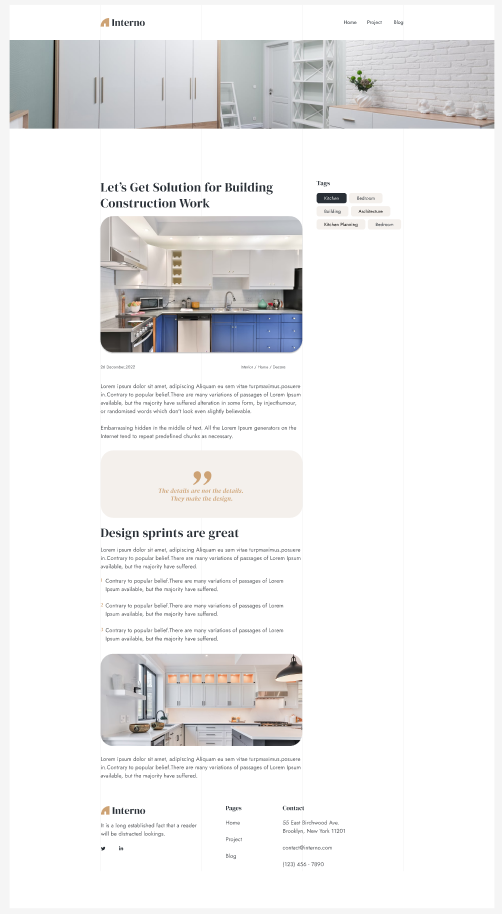 Interno
Home Project Blog
Let's Get Solution for Building
Construction Work
Tags
Kitchen Bedroom
Building Architecture
Kitchen Planning Bedroom
26 December,2022
Interior / Home / Decore
Lorem ipsum dolor sit amet, adipiscing Aliquam eu sem vitae turpmaximus.posuere
in.Contrary to popular belief.There are many variations of passages of Lorem Ipsum
available, but the majority have suffered alteration in some form, by injecthumour,
or randomised words which don't look even slightly believable.
Embarrassing hidden in the middle of text. All the Lorem Ipsum generators on the
Internet tend to repeat predefined chunks as necessary.
The details are not the details.
They make the design.
Design sprints are great
Lorem ipsum dolor sit amet, adipiscing Aliquam eu sem vitae turpmaximus.posuere
in.Contrary to popular belief.There are many variations of passages of Lorem Ipsum
available, but the majority have suffered.
1 Contrary to popular belief.There are many variations of passages of Lorem
Ipsum available, but the majority have suffered.
2 Contrary to popular belief.There are many variations of passages of Lorem
Ipsum available, but the majority have suffered.
3 Contrary to popular belief.There are many variations of passages of Lorem
Ipsum available, but the majority have suffered.
Lorem ipsum dolor sit amet, adipiscing Aliquam eu sem vitae turpmaximus.posuere
in.Contrary to popular belief.There are many variations of passages of Lorem Ipsum
available, but the majority have suffered.
Interno
It is a long established fact that a reader
will be distracted lookings.
Pages
Home
Project
Blog
Contact
55 East Birchwood Ave.
Brooklyn, New York 11201
contact@interno.com
(123) 456 - 7890